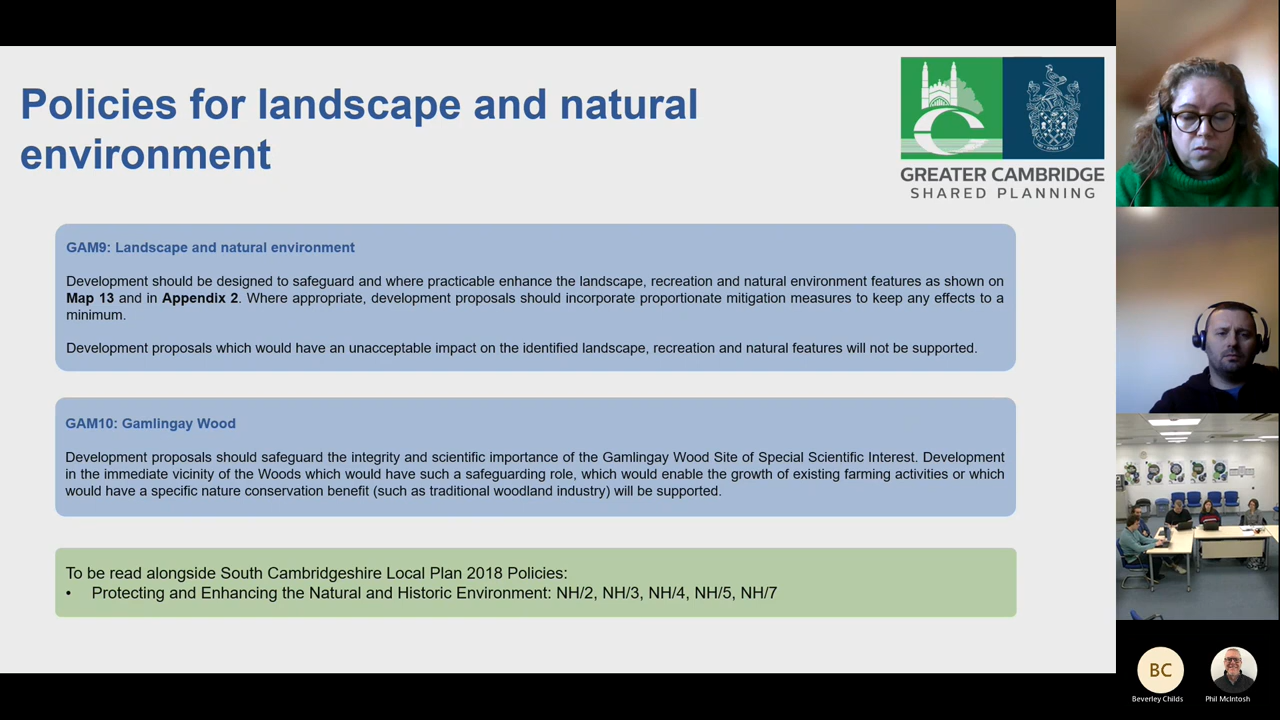 Policies for landscape and natural
environment
GREATER CAMBRIDGE
SHARED PLANNING
GAM9: Landscape and natural environment
Development should be designed to safeguard and where practicable enhance the landscape, recreation and natural environment features as shown on
Map 13 and in Appendix 2. Where appropriate, development proposals should incorporate proportionate mitigation measures to keep any effects to a
minimum.
Development proposals which would have an unacceptable impact on the identified landscape, recreation and natural features will not be supported.
GAM10: Gamlingay Wood
Development proposals should safeguard the integrity and scientific importance of the Gamlingay Wood Site of Special Scientific Interest. Development
in the immediate vicinity of the Woods which would have such a safeguarding role, which would enable the growth of existing farming activities or which
would have a specific nature conservation benefit (such as traditional woodland industry) will be supported.
To be read alongside South Cambridgeshire Local Plan 2018 Policies:
• Protecting and Enhancing the Natural and Historic Environment: NH/2, NH/3, NH/4, NH/5, NH/7
BC
Beverley Childs
Phil McIntosh